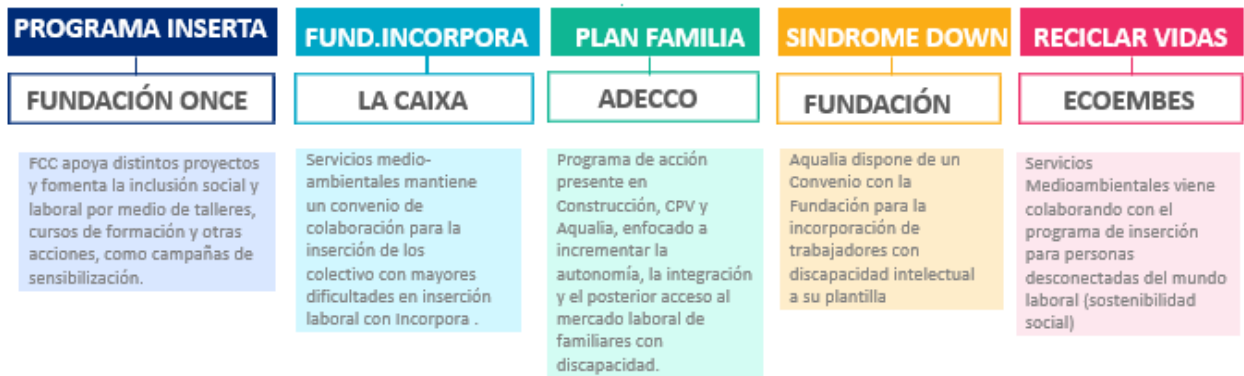 PROGRAMA INSERTA
FUNDACIÓN ONCE
FCC apoya distintos proyectos
y fomenta la inclusión social y
laboral por medio de talleres,
cursos de formación y otras
acciones, como campañas de
sensibilización.
FUND.INCORPORA
LA CAIXA
Servicios medio-
ambientales mantiene
un convenio de
colaboración para la
inserción de los
colectivo con mayores
dificultades en inserción
laboral con Incorpora .
PLAN FAMILIA
ADECCO
Programa de acción
presente en
Construcción, CPV y
Aqualia, enfocado a
incrementar la
autonomía, la integración
y el posterior acceso al
mercado laboral de
familiares con
discapacidad.
SINDROME DOWN
FUNDACIÓN
Aqualia dispone de un
Convenio con la
Fundación para la
incorporación de
trabajadores con
discapacidad intelectual
a su plantilla
RECICLAR VIDAS
ECOEMBES
Servicios
Medioambientales viene
colaborando con el
programa de inserción
para personas
desconectadas del mundo
laboral (sostenibilidad
social)